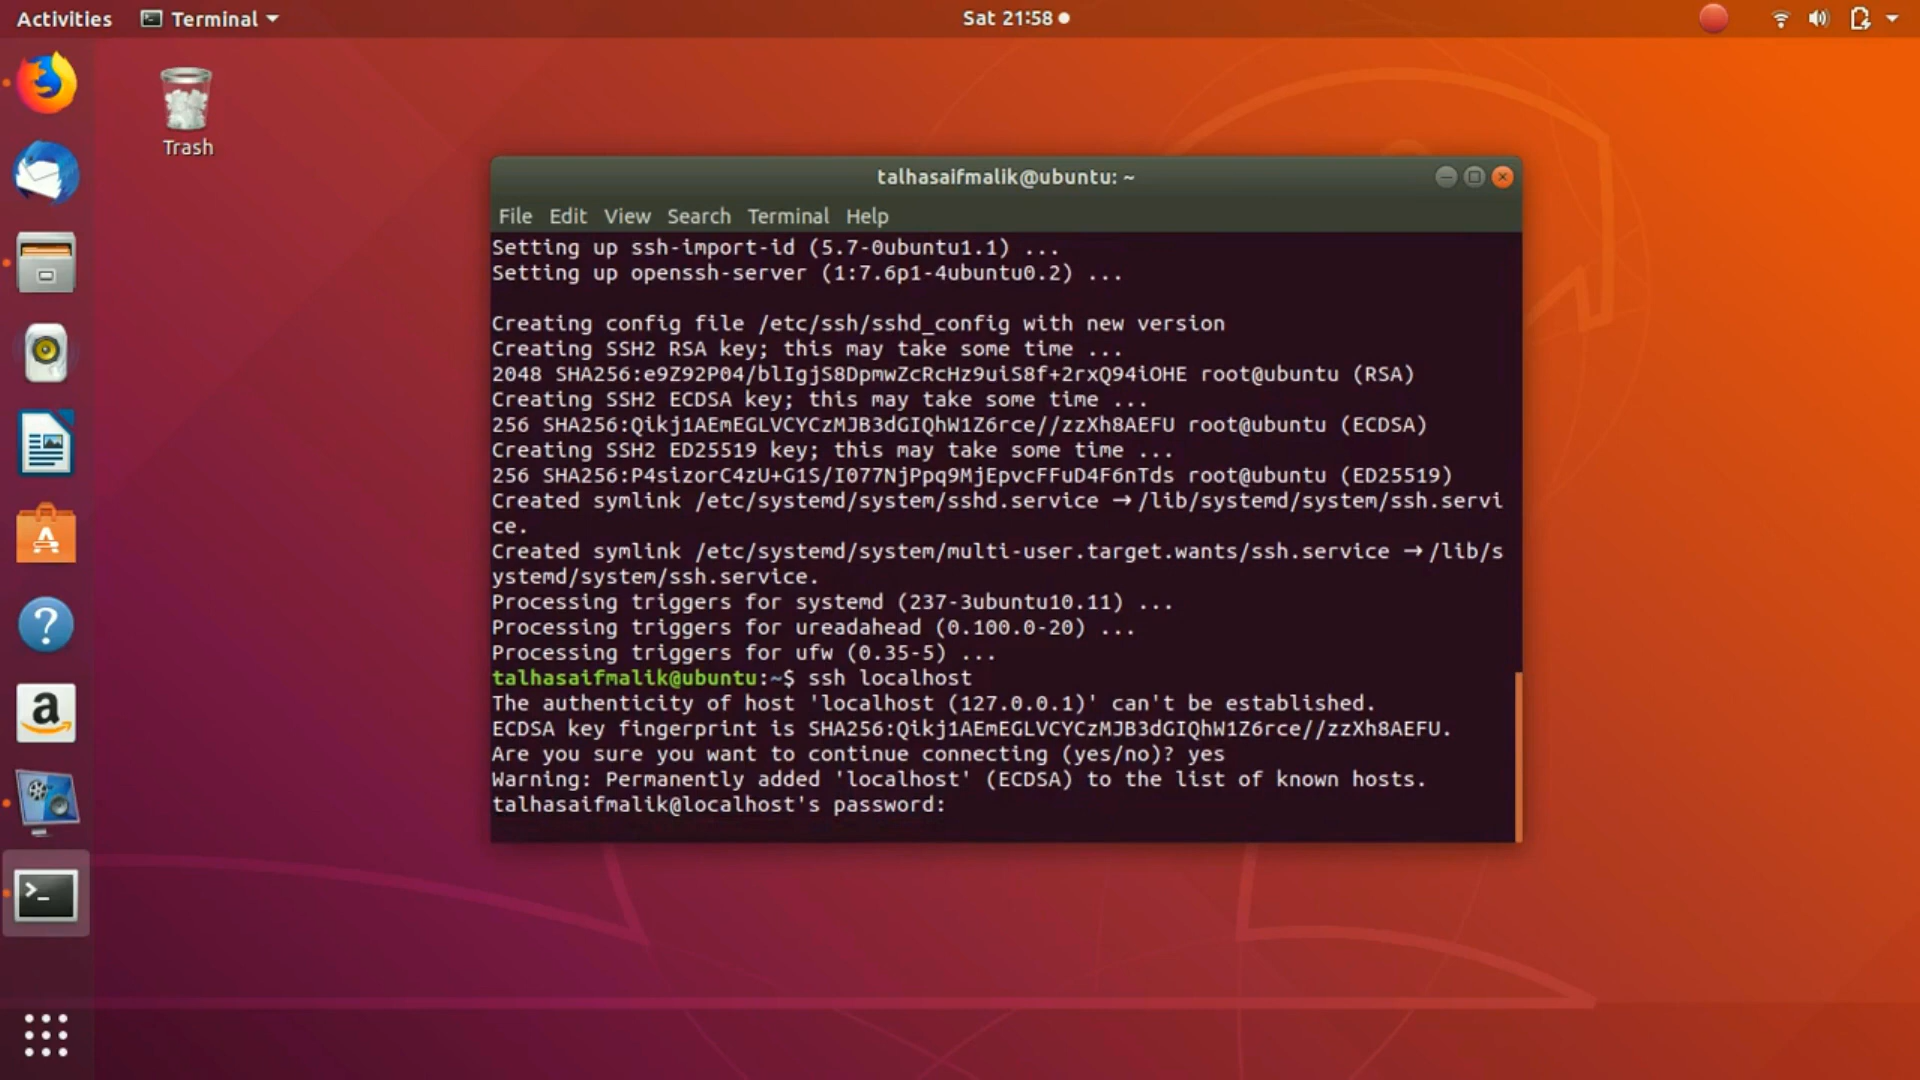 Activities
Terminal
Sat 21:58
Trash
talhasaifmalik@ubuntu: ~
File Edit View Search Terminal Help
Setting up ssh-import-id (5.7-0ubuntu1.1) ...
Setting up openssh-server (1:7.6p1-4ubuntu0.2) ...
Creating config file /etc/ssh/sshd_config with new version
Creating SSH2 RSA key; this may take some time ...
2048 SHA256:e9Z92P04/blIgjS8DpmwZcRcHz9uiS8f+2rxQ94iOHE root@ubuntu (RSA)
Creating SSH2 ECDSA key; this may take some time ...
256 SHA256:Qikj1AEmEGLVCYCzMJB3dGIQhW1Z6rce//zzXh8AEFU root@ubuntu (ECDSA)
Creating SSH2 ED25519 key; this may take some time ...
256 SHA256:P4sizorC4zU+G1S/I077NjPpq9MjEpvcFFuD4F6nTds root@ubuntu (ED25519)
Created symlink /etc/systemd/system/sshd.service → /lib/systemd/system/ssh.servi
ce.
Created symlink /etc/systemd/system/multi-user.target.wants/ssh.service → /lib/s
ystemd/system/ssh.service.
Processing triggers for systemd (237-3ubuntu10.11) ...
Processing triggers for ureadahead (0.100.0-20) ...
Processing triggers for ufw (0.35-5) ...
talhasaifmalik@ubuntu:~$ ssh localhost
The authenticity of host 'localhost (127.0.0.1)' can't be established.
ECDSA key fingerprint is SHA256:Qikj1AEmEGLVCYCzMJB3dGIQhW1Z6rce//zzXh8AEFU.
Are you sure you want to continue connecting (yes/no)? yes
Warning: Permanently added 'localhost' (ECDSA) to the list of known hosts.
talhasaifmalik@localhost's password: